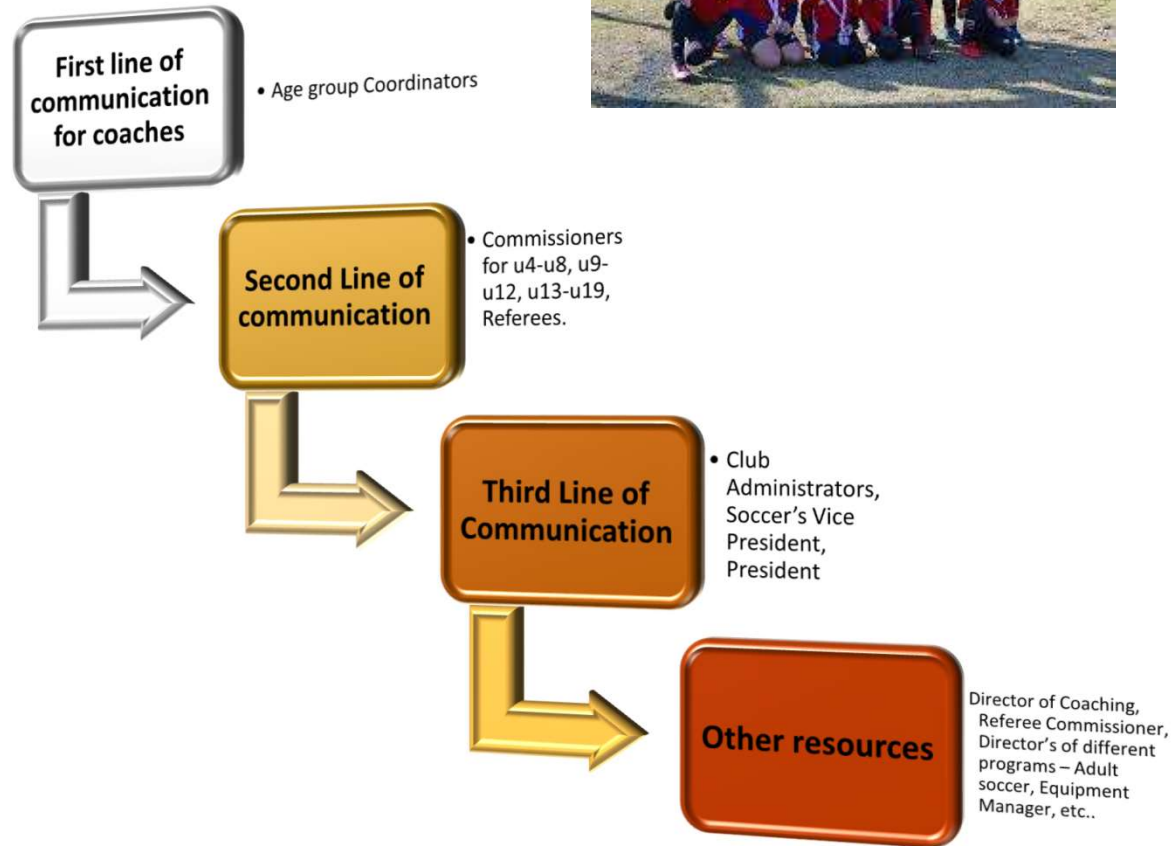 First line of
communication
for coaches
• Age group Coordinators
Second Line of
communication
• Commissioners
for u4-u8, u9-
u12, u13-u19,
Referees.
Third Line of
Communication
• Club
Administrators,
Soccer's Vice
President,
President
Other resources
Director of Coaching,
Referee Commissioner,
Director's of different
programs – Adult
soccer, Equipment
Manager, etc..